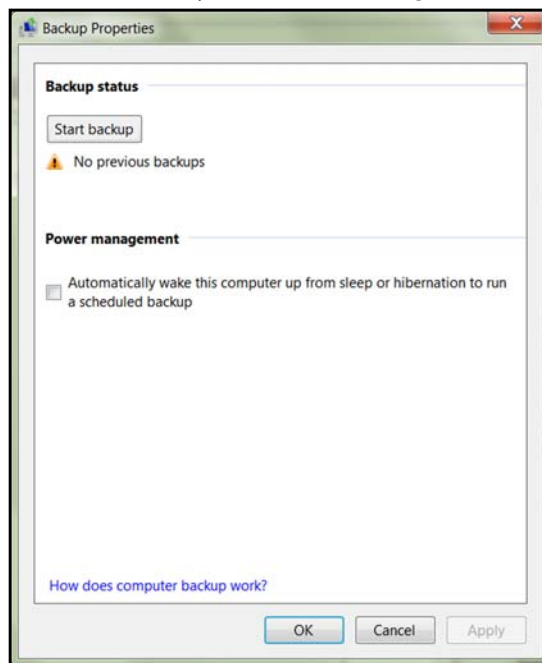 Backup Properties
Backup status
Start backup
No previous backups
Power management
Automatically wake this computer up from sleep or hibernation to run
a scheduled backup
How does computer backup work?
OK
Cancel
Apply